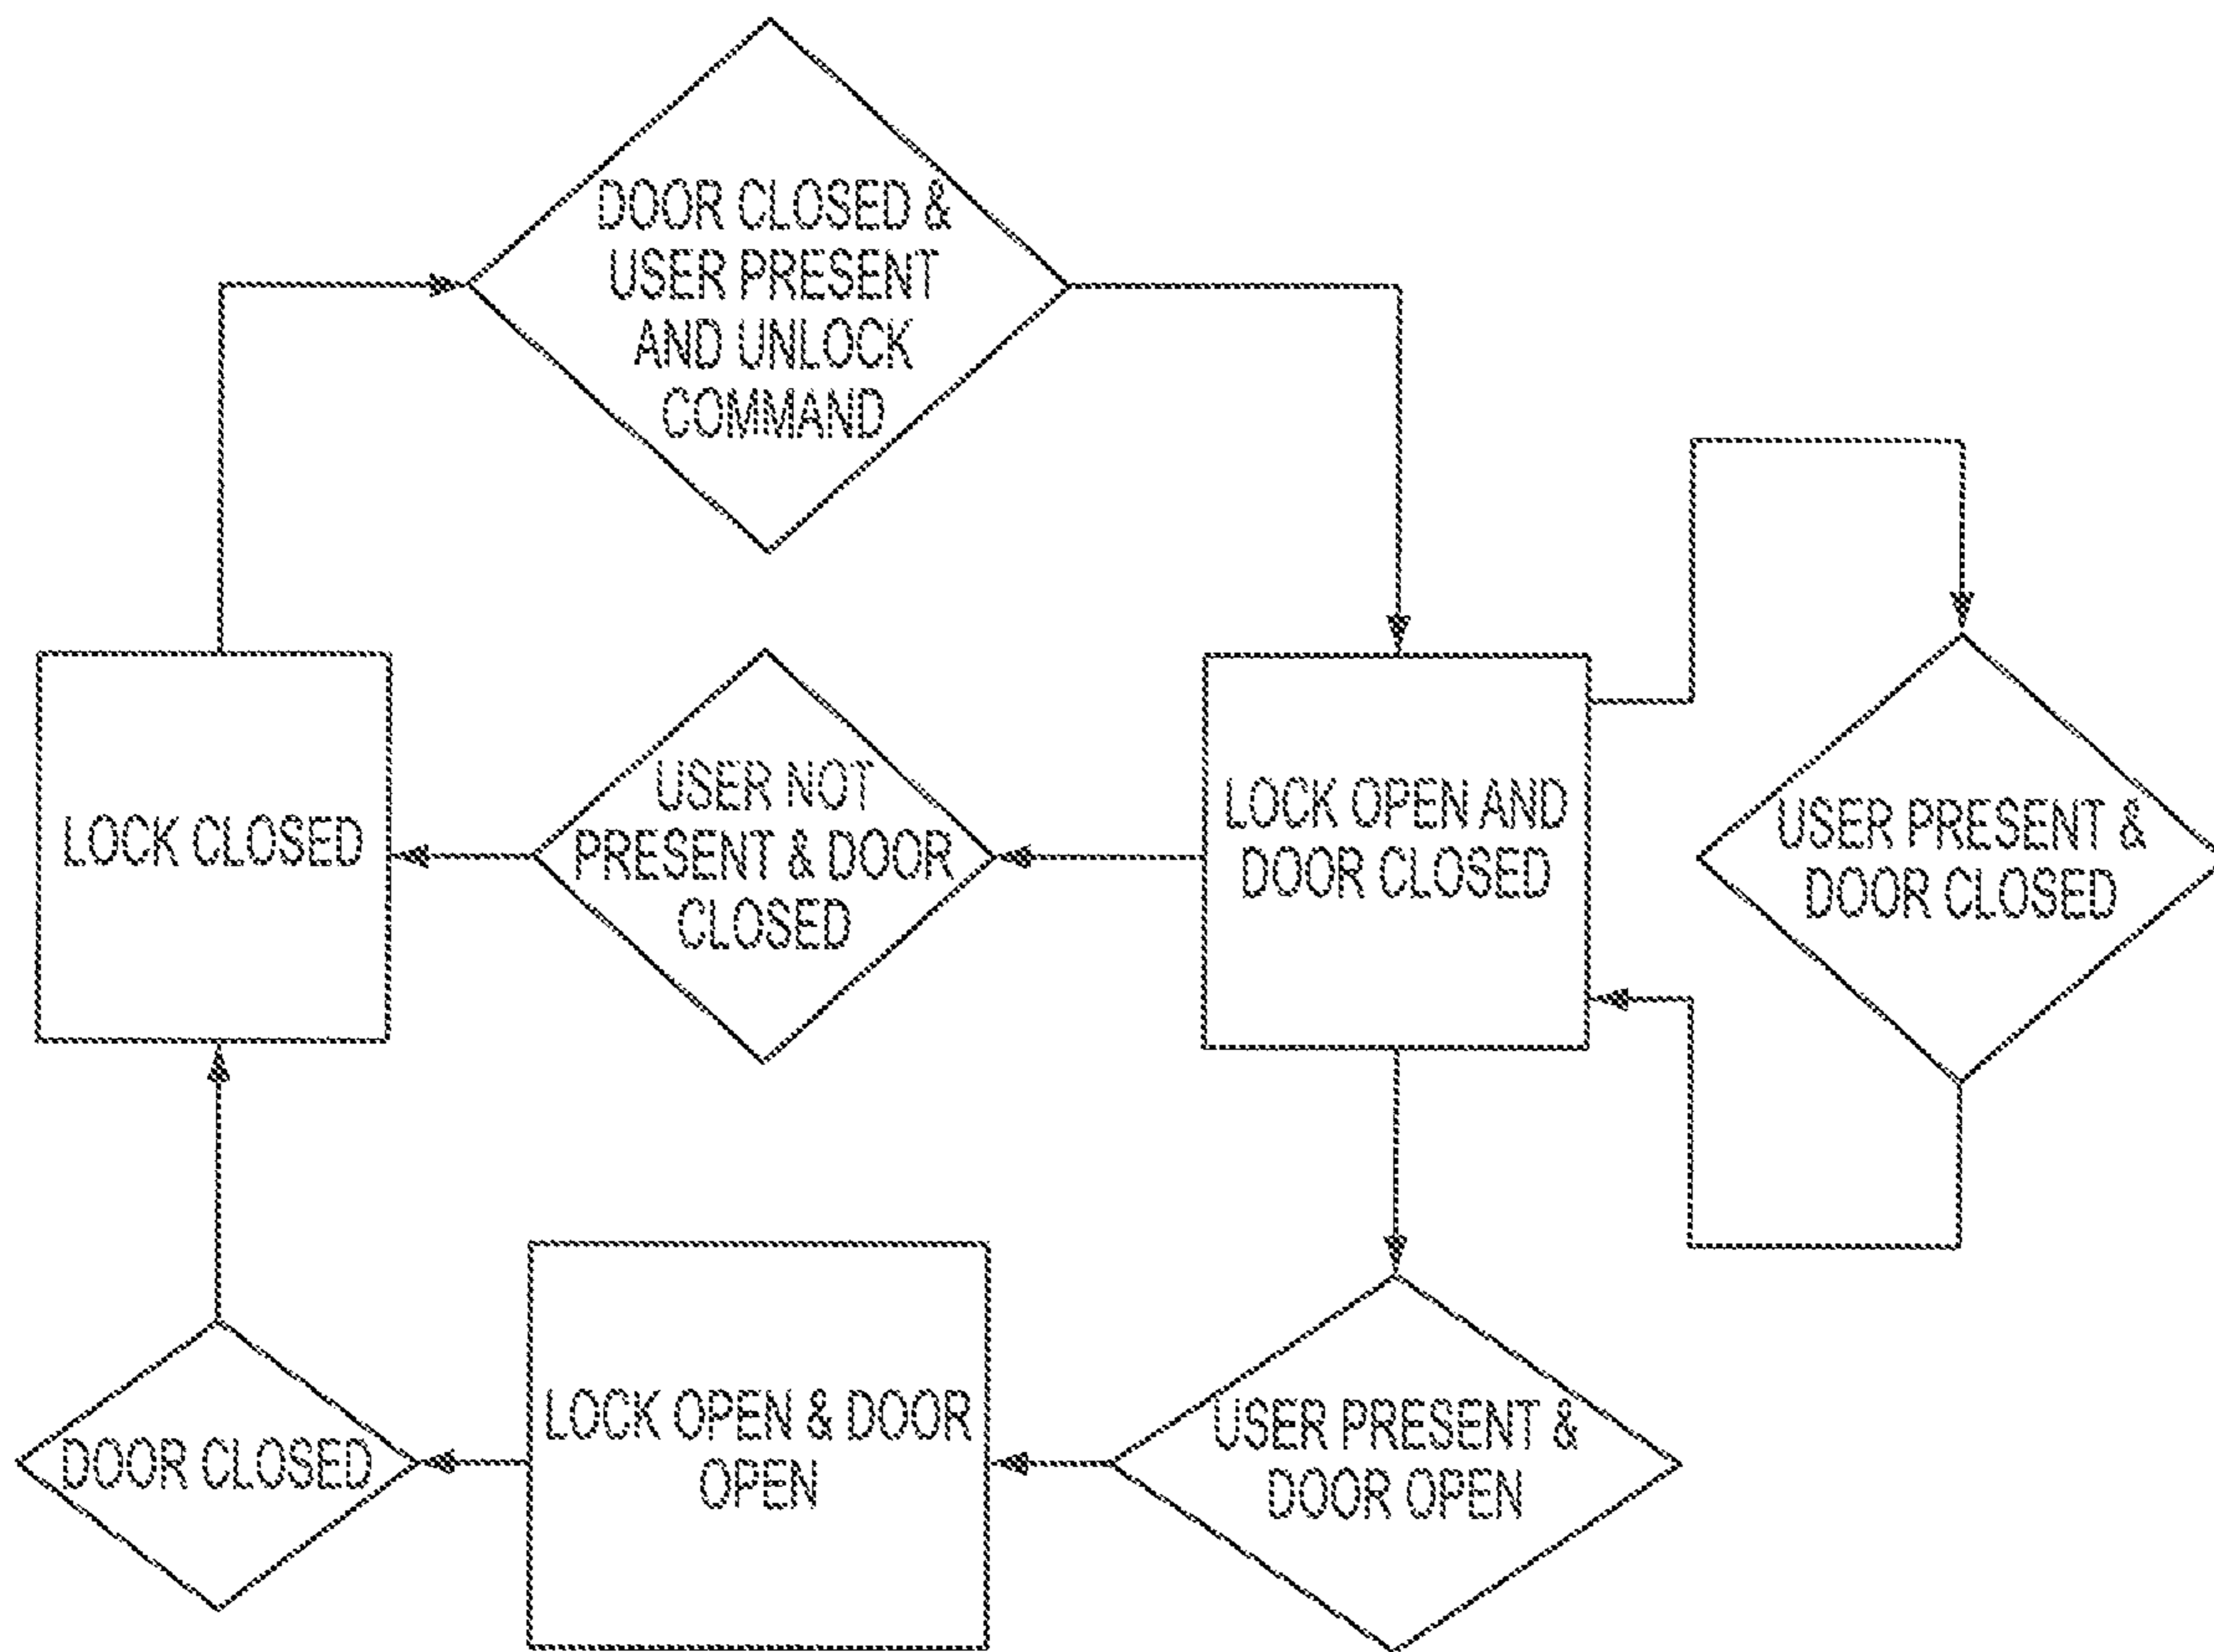 DOOR CLOSED &
USER PRESENT
AND UNLOCK
COMMAND
LOCK CLOSED
USER NOT
PRESENT & DOOR
CLOSED
LOCK OPEN AND
DOOR CLOSED
USER PRESENT &
DOOR CLOSED
DOOR CLOSED
LOCK OPEN & DOOR
OPEN
USER PRESENT &
DOOR OPEN